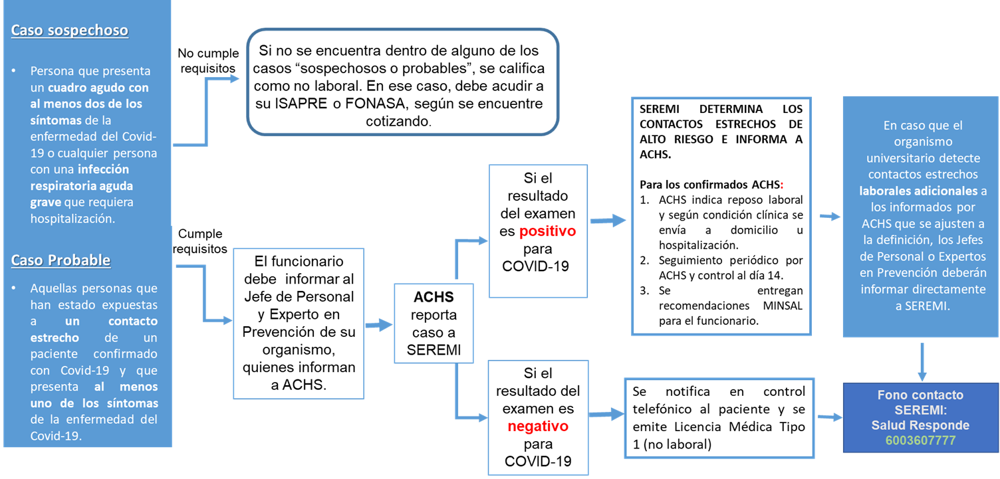 Caso sospechoso
• Persona que presenta
un cuadro agudo con
al menos dos de los
síntomas de la
enfermedad del Covid-
19 o cualquier persona
con una infección
respiratoria aguda
grave que requiera
hospitalización.
Caso Probable
• Aquellas personas que
han estado expuestas
a un contacto
estrecho de un
paciente confirmado
con Covid-19 y que
presenta al menos
uno de los síntomas
de la enfermedad del
Covid-19.
No cumple
requisitos
Si no se encuentra dentro de alguno de los
casos “sospechosos o probables”, se califica
como no laboral. En ese caso, debe acudir a
su ISAPRE o FONASA, según se encuentre
cotizando.
Cumple
requisitos
El funcionario
debe informar al
Jefe de Personal
y Experto en
Prevención de su
organismo,
quienes informan
a ACHS.
ACHS
reporta
caso a
SEREMI
Si el
resultado
del examen
es positivo
para
COVID-19
SEREMI DETERMINA LOS
CONTACTOS ESTRECHOS DE
ALTO RIESGO E INFORMA A
ACHS.
Para los confirmados ACHS:
1. ACHS indica reposo laboral
y según condición clínica se
envía a domicilio u
hospitalización.
2. Seguimiento periódico por
ACHS y control al día 14.
3. Se entregan
recomendaciones MINSAL
para el funcionario.
En caso que el
organismo
universitario detecte
contactos estrechos
laborales adicionales a
los informados por
ACHS que se ajusten a
la definición, los Jefes
de Personal o Expertos
en Prevención deberán
informar directamente
a SEREMI.
Si el
resultado del
examen es
negativo
para
COVID-19
Se notifica en control
telefónico al paciente y se
emite Licencia Médica Tipo
1 (no laboral)
Fono contacto
SEREMI:
Salud Responde
6003607777